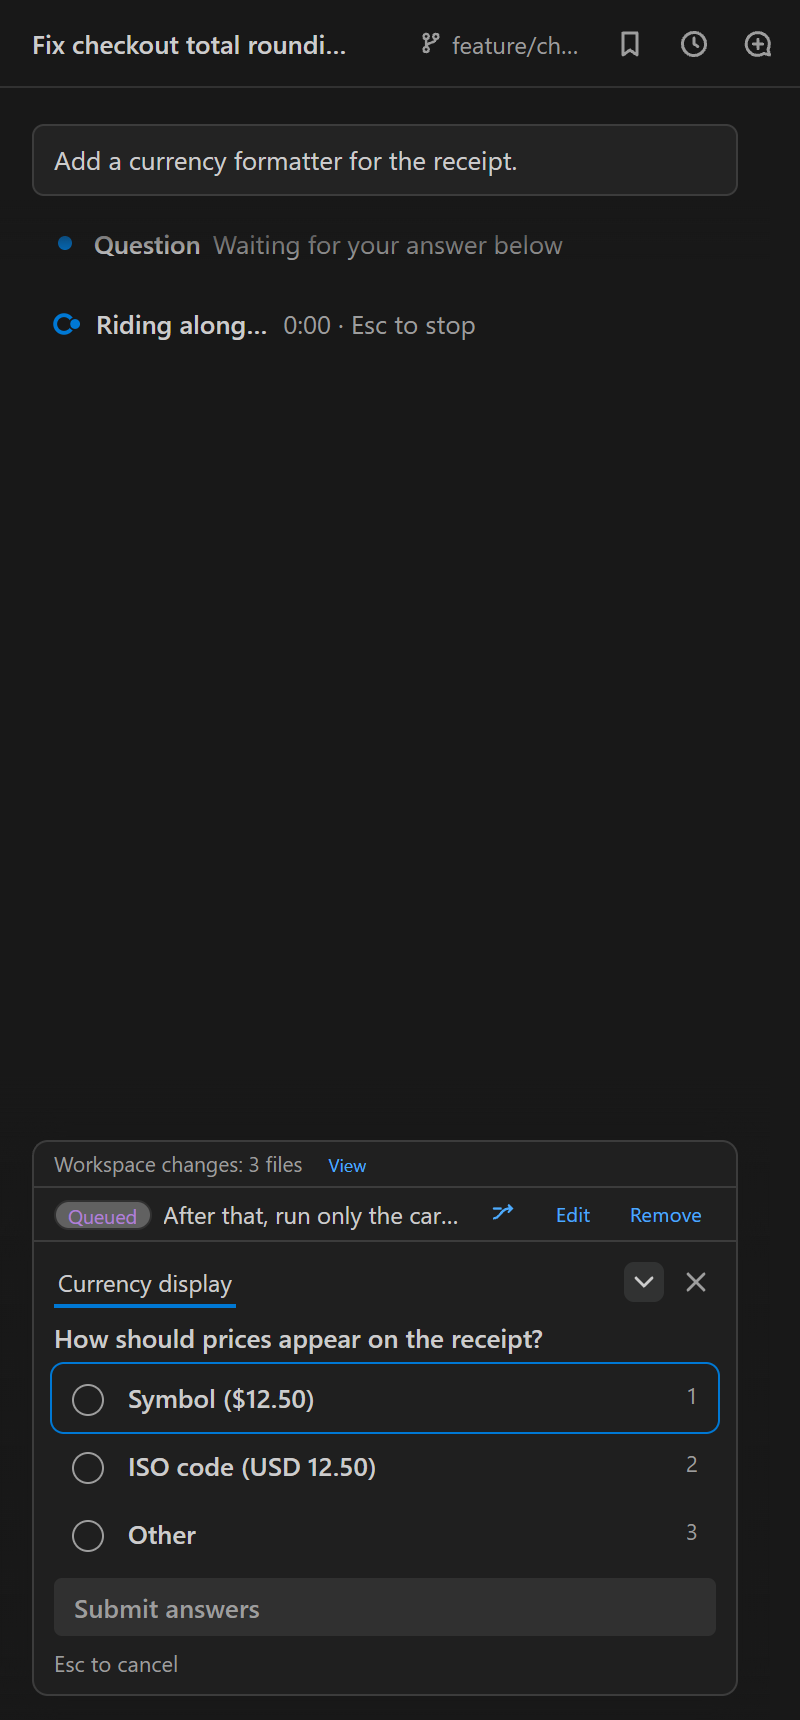 Fix checkout total roundi... feature/ch...
Add a currency formatter for the receipt.
Question Waiting for your answer below
Riding along... 0:00 · Esc to stop
Workspace changes: 3 files View
Queued After that, run only the car... Edit Remove
Currency display
How should prices appear on the receipt?
Symbol ($12.50) 1
ISO code (USD 12.50) 2
Other 3
Submit answers
Esc to cancel